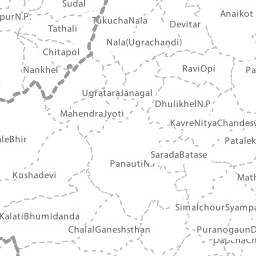 Sudal
purN.P.
TukuchaNala
Anaikot
Tathali
Devitar
Nala(Ugrachandi)
Chitapol
Nankhel
RaviOpi
UgrataraJanagal
DhulikhelN.P
MahendraJyoti
KavreNityaChandesw
aleBhir
Patalek
SaradaBatase
PanautiN.P
Kushadevi
Math
SimalchourSyampa
KalatiBhumidanda
ChalalGaneshsthan
PuranogaunD
DapchaCh